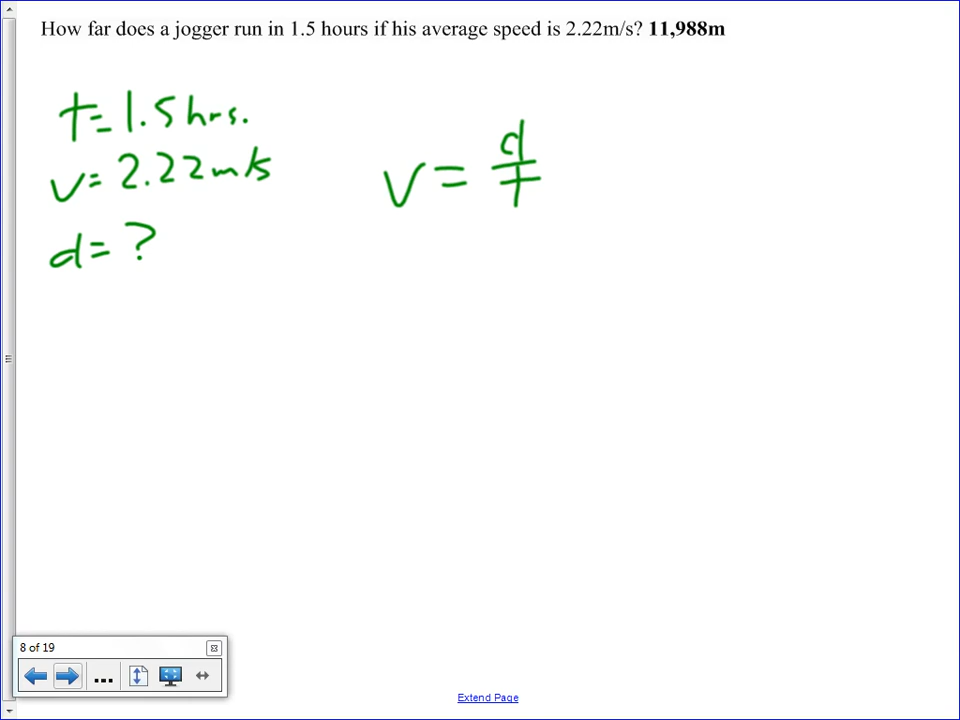 How far does a jogger run in 1.5 hours if his average speed is 2.22m/s? 11,988m
t= 1.5 hrs.
v= 2.22 m/s
d= ?
v = d/t
8 of 19
...
Extend Page